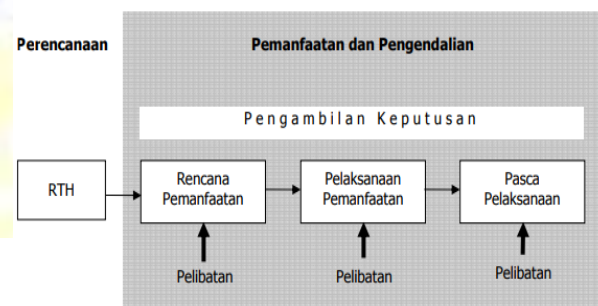 Perencanaan
Pemanfaatan dan Pengendalian
Pengambilan Keputusan
RTH
Rencana
Pemanfaatan
Pelaksanaan
Pemanfaatan
Pasca
Pelaksanaan
Pelibatan
Pelibatan
Pelibatan